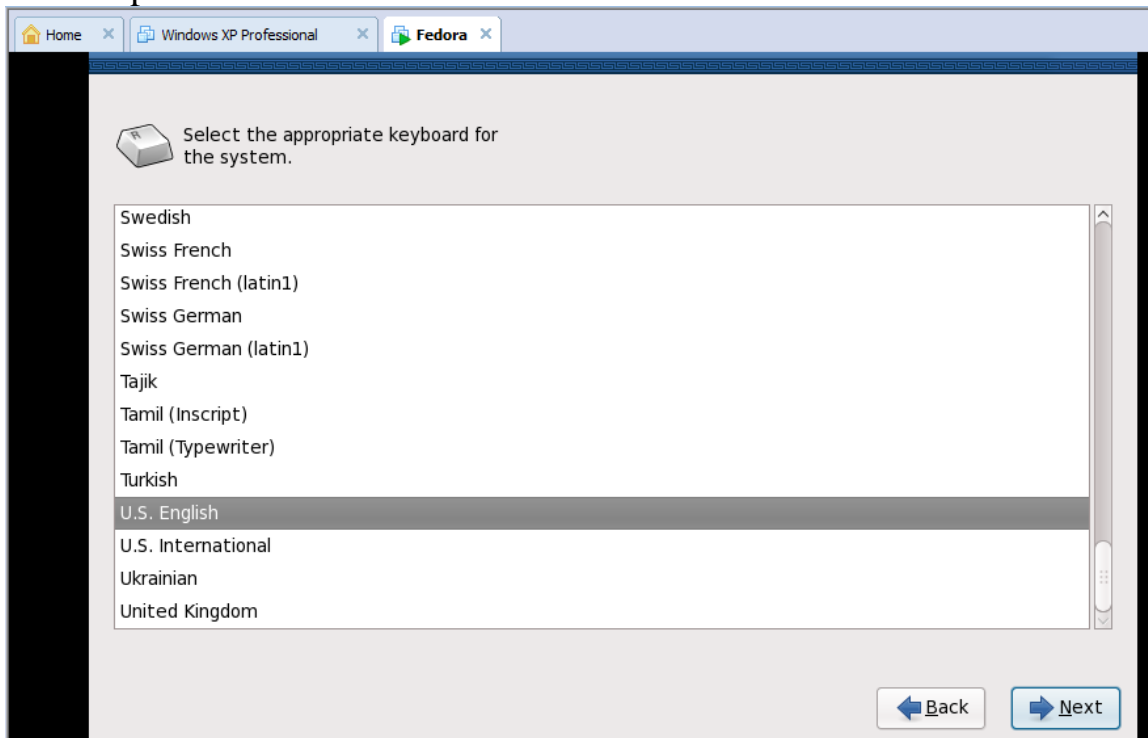 Home
Windows XP Professional
Fedora
Select the appropriate keyboard for
the system.
Swedish
Swiss French
Swiss French (latin1)
Swiss German
Swiss German (latin1)
Tajik
Tamil (Inscript)
Tamil (Typewriter)
Turkish
U.S. English
U.S. International
Ukrainian
United Kingdom
Back
Next